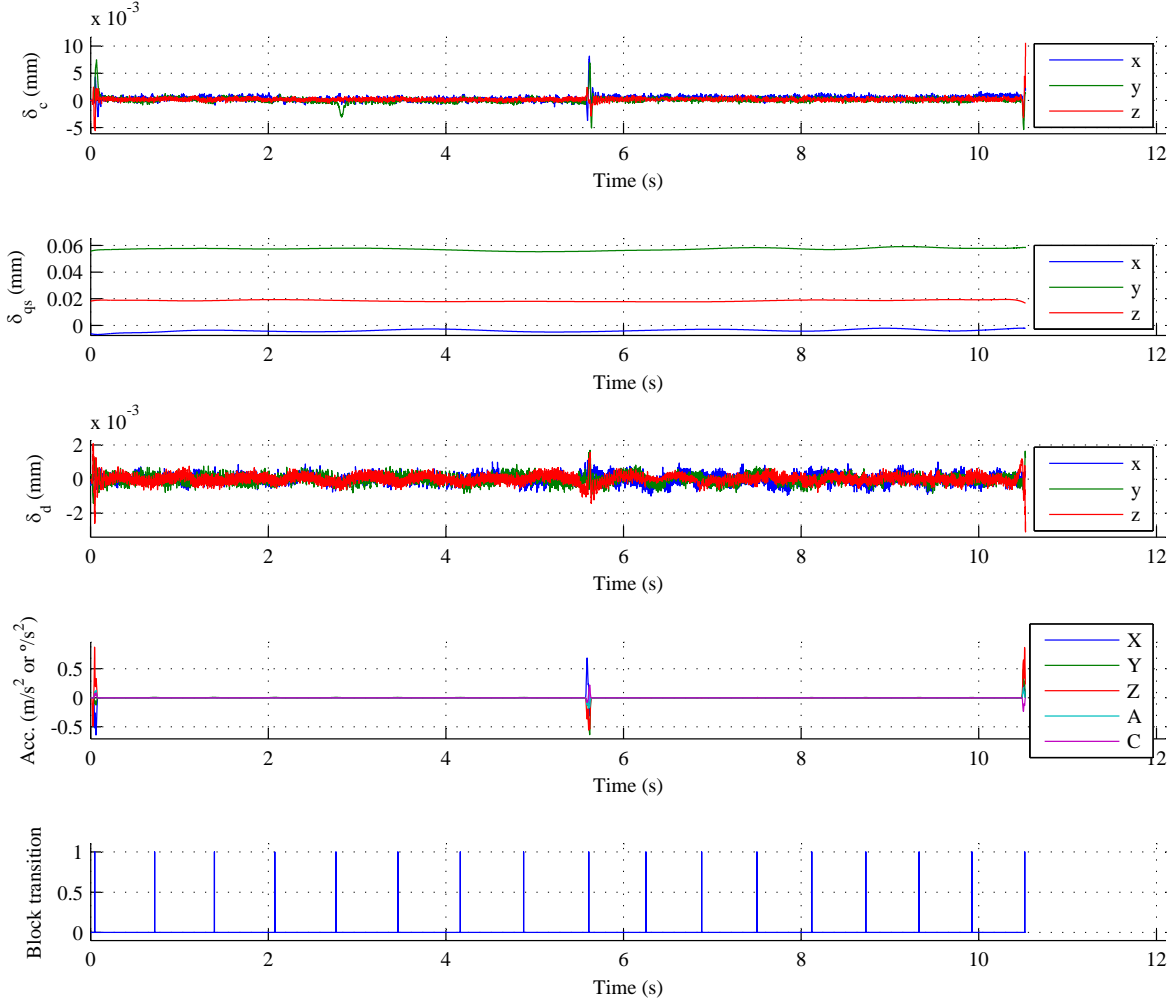 x 10⁻³
10
5
0
-5
δ_c (mm)
0 2 4 6 8 10 12
Time (s)
x
y
z
0.06
0.04
0.02
0
δ_qs (mm)
0 2 4 6 8 10 12
Time (s)
x
y
z
x 10⁻³
2
0
-2
δ_d (mm)
0 2 4 6 8 10 12
Time (s)
x
y
z
0.5
0
-0.5
Acc. (m/s² or º/s²)
0 2 4 6 8 10 12
Time (s)
X
Y
Z
A
C
1
0.5
0
Block transition
0 2 4 6 8 10 12
Time (s)